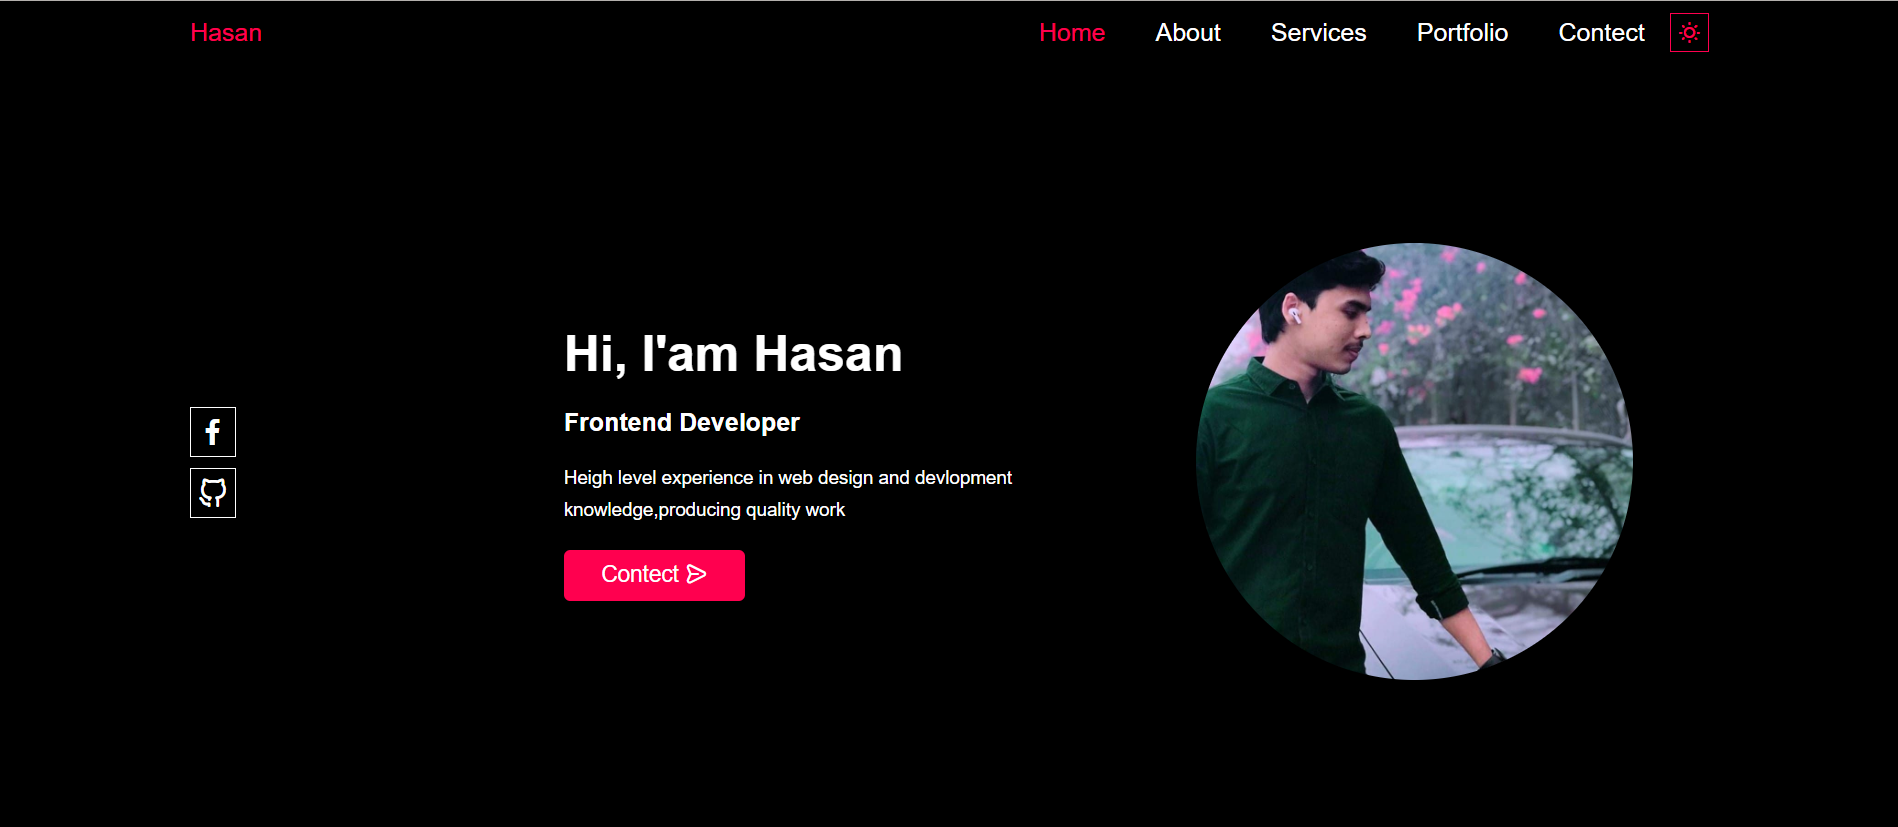 Hasan
Home About Services Portfolio Contect
Hi, I'am Hasan
Frontend Developer
Heigh level experience in web design and devlopment
knowledge,producing quality work
Contect